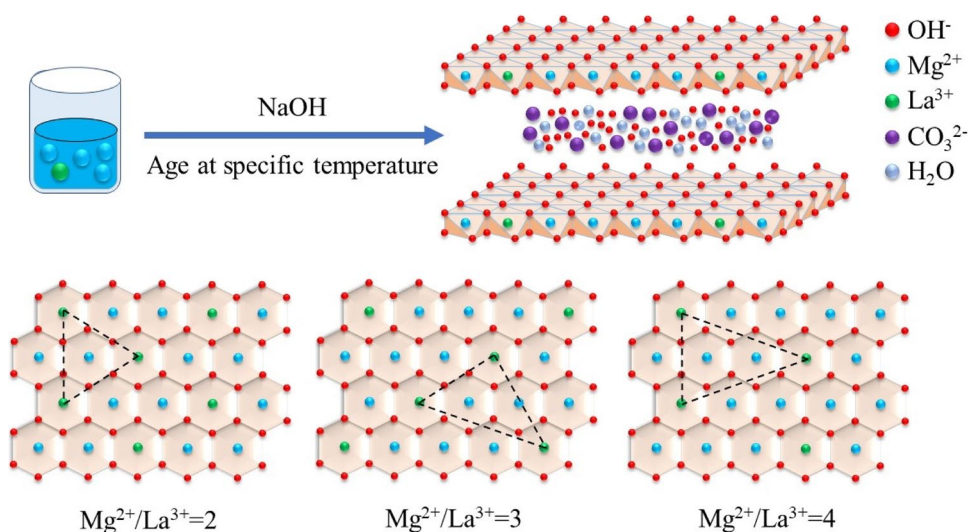 NaOH
Age at specific temperature
OH⁻
Mg²⁺
La³⁺
CO₃²⁻
H₂O
Mg²⁺/La³⁺=2
Mg²⁺/La³⁺=3
Mg²⁺/La³⁺=4